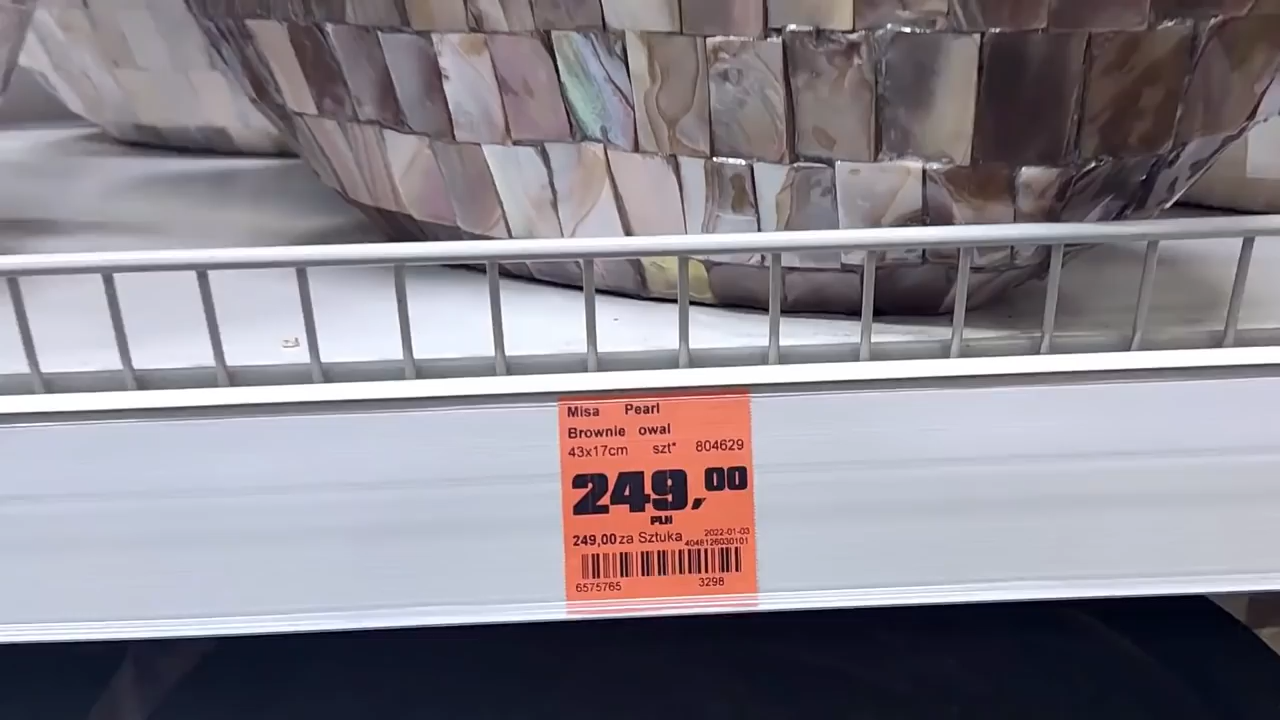 Misa Pearl
Brownie owal
43x17cm szt* 804629
249,00
PLN
249,00 za Sztuka 2022-01-03
4048126030101
6575765 3298